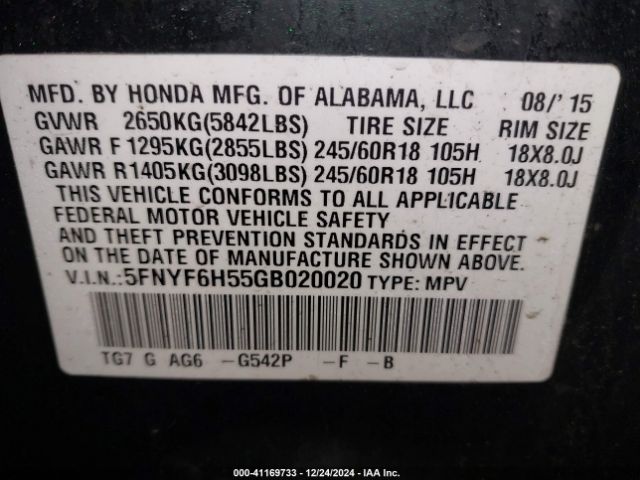 MFD. BY HONDA MFG. OF ALABAMA, LLC 08/'15
GVWR 2650KG(5842LBS) TIRE SIZE RIM SIZE
GAWR F 1295KG(2855LBS) 245/60R18 105H 18X8.0J
GAWR R1405KG(3098LBS) 245/60R18 105H 18X8.0J
THIS VEHICLE CONFORMS TO ALL APPLICABLE
FEDERAL MOTOR VEHICLE SAFETY
AND THEFT PREVENTION STANDARDS IN EFFECT
ON THE DATE OF MANUFACTURE SHOWN ABOVE.
V.I.N.:5FNYF6H55GB020020 TYPE: MPV
TG7 G AG6 -G542P -F -B
000-41169733 - 12/24/2024 - IAA Inc.